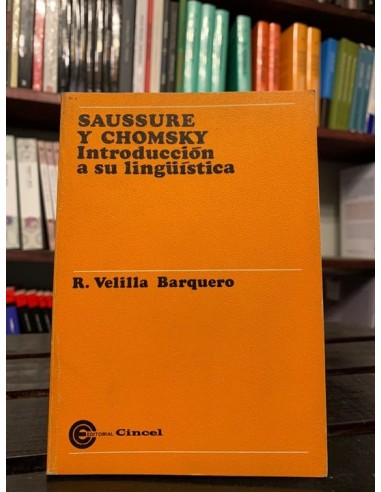 SAUSSURE
Y CHOMSKY
Introducción
a su lingüística
R. Velilla Barquero
EDITORIAL Cincel